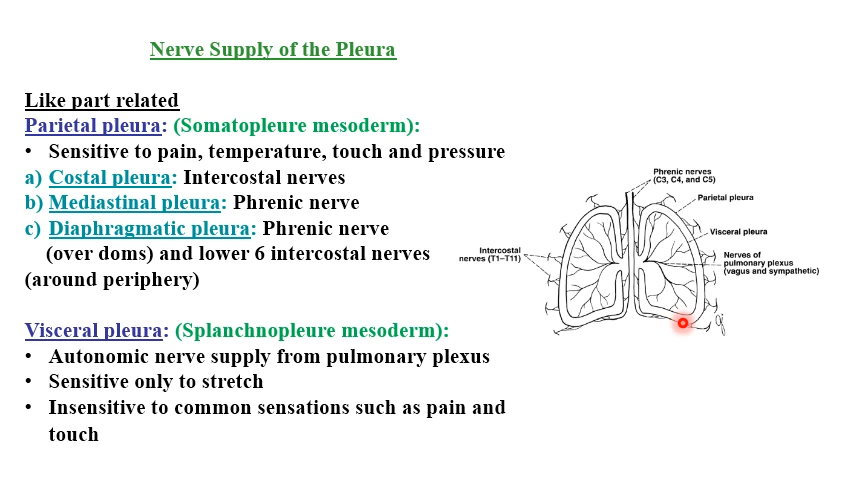 Nerve Supply of the Pleura
Like part related
Parietal pleura: (Somatopleure mesoderm):
• Sensitive to pain, temperature, touch and pressure
a) Costal pleura: Intercostal nerves
b) Mediastinal pleura: Phrenic nerve
c) Diaphragmatic pleura: Phrenic nerve
(over doms) and lower 6 intercostal nerves
(around periphery)
Visceral pleura: (Splanchnopleure mesoderm):
• Autonomic nerve supply from pulmonary plexus
• Sensitive only to stretch
• Insensitive to common sensations such as pain and
touch
Phrenic nerves
(C3, C4, and C5)
Parietal pleura
Visceral pleura
Nerves of
pulmonary plexus
(vagus and sympathetic)
Intercostal
nerves (T1–T11)